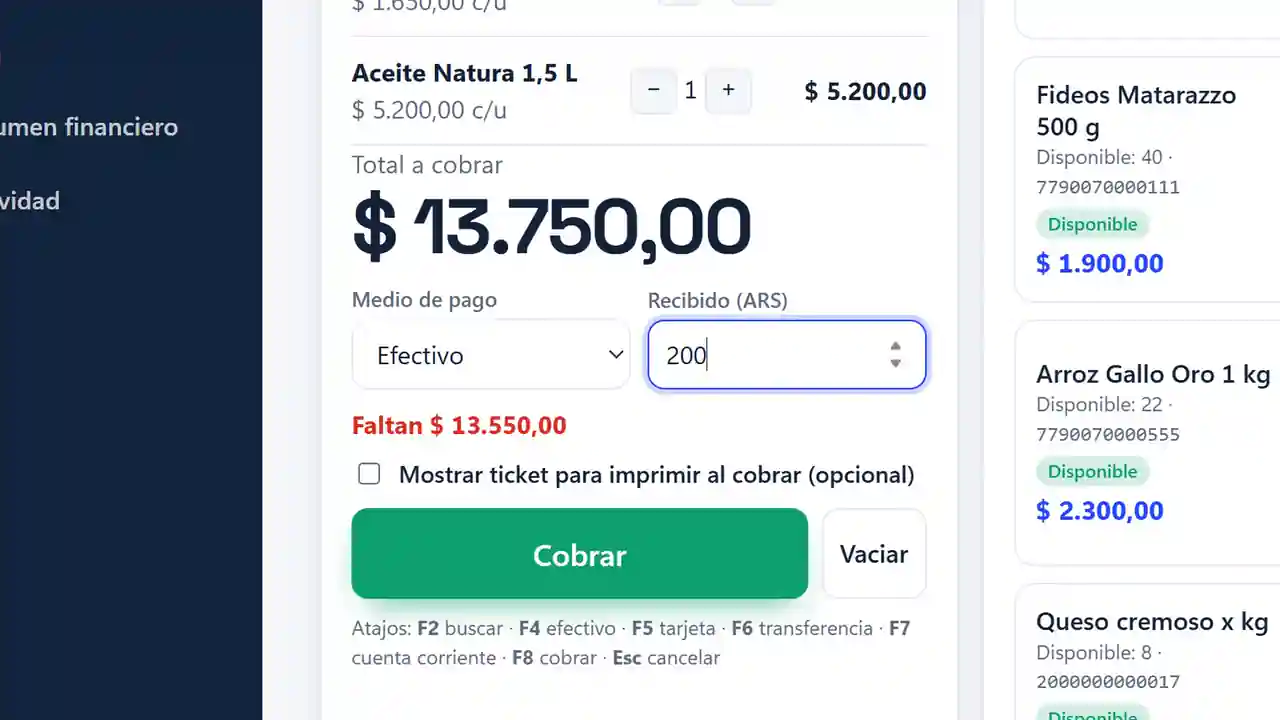 $ 1.650,00 c/u
umen financiero
vidad
Aceite Natura 1,5 L
$ 5.200,00 c/u
− 1 +
$ 5.200,00
Total a cobrar
$ 13.750,00
Medio de pago
Recibido (ARS)
Efectivo
200
Faltan $ 13.550,00
Mostrar ticket para imprimir al cobrar (opcional)
Cobrar
Vaciar
Atajos: F2 buscar · F4 efectivo · F5 tarjeta · F6 transferencia · F7
cuenta corriente · F8 cobrar · Esc cancelar
Fideos Matarazzo
500 g
Disponible: 40 ·
7790070000111
Disponible
$ 1.900,00
Arroz Gallo Oro 1 kg
Disponible: 22 ·
7790070000555
Disponible
$ 2.300,00
Queso cremoso x kg
Disponible: 8 ·
2000000000017
Disponible